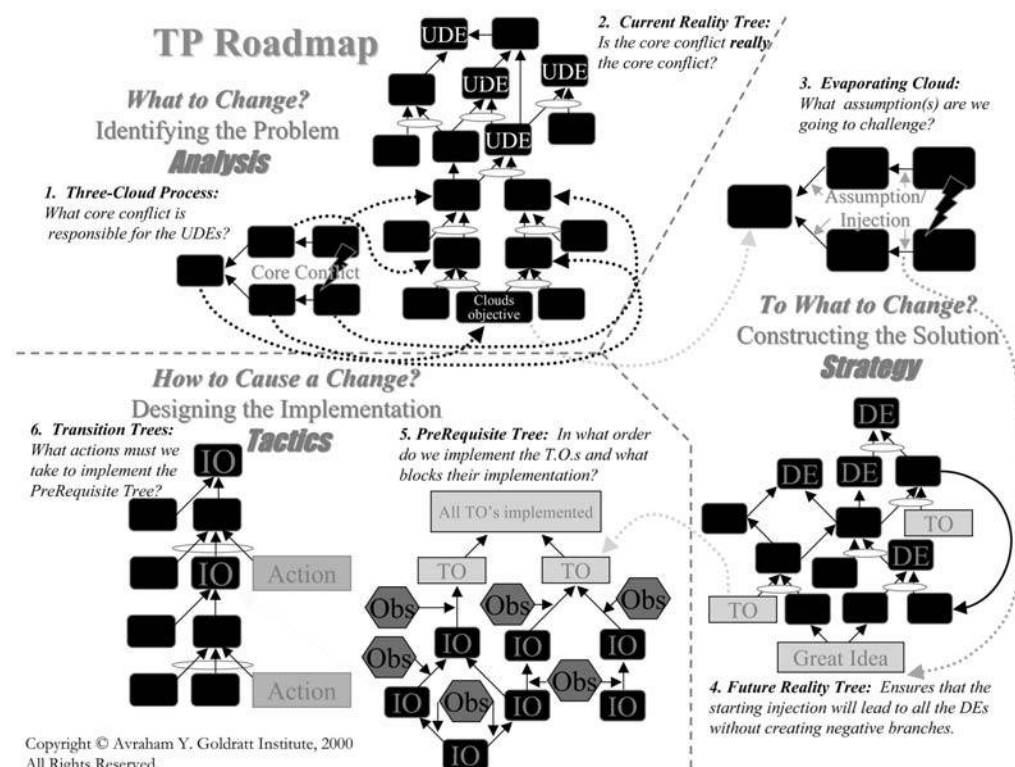 TP Roadmap
What to Change?
Identifying the Problem
Analysis
1. Three-Cloud Process:
What core conflict is
responsible for the UDEs?
Core Conflict
2. Current Reality Tree:
Is the core conflict really
the core conflict?
UDE
UDE
UDE
UDE
Clouds
objective
3. Evaporating Cloud:
What assumption(s) are we
going to challenge?
Assumption/
Injection
To What to Change?
Constructing the Solution
Strategy
DE
DE
DE
TO
DE
TO
Great Idea
4. Future Reality Tree: Ensures that the
starting injection will lead to all the DEs
without creating negative branches.
How to Cause a Change?
Designing the Implementation
Tactics
5. PreRequisite Tree: In what order
do we implement the T.O.s and what
blocks their implementation?
All TO's implemented
TO
TO
Obs
Obs
Obs
IO
IO
IO
Obs
Obs
Obs
IO
IO
IO
IO
6. Transition Trees:
What actions must we
take to implement the
PreRequisite Tree?
IO
IO
Action
Action
Copyright © Avraham Y. Goldratt Institute, 2000
All Rights Reserved.